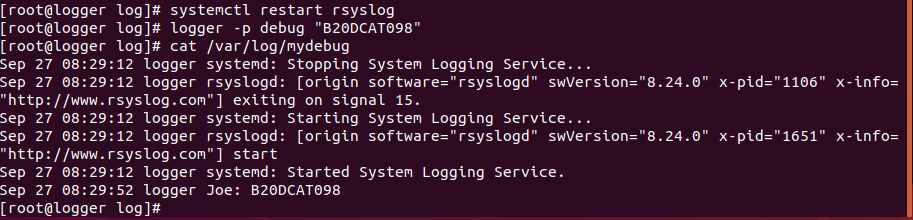 [root@logger log]# systemctl restart rsyslog
[root@logger log]# logger -p debug "B20DCAT098"
[root@logger log]# cat /var/log/mydebug
Sep 27 08:29:12 logger systemd: Stopping System Logging Service...
Sep 27 08:29:12 logger rsyslogd: [origin software="rsyslogd" swVersion="8.24.0" x-pid="1106" x-info=
"http://www.rsyslog.com"] exiting on signal 15.
Sep 27 08:29:12 logger systemd: Starting System Logging Service...
Sep 27 08:29:12 logger rsyslogd: [origin software="rsyslogd" swVersion="8.24.0" x-pid="1651" x-info=
"http://www.rsyslog.com"] start
Sep 27 08:29:12 logger systemd: Started System Logging Service.
Sep 27 08:29:52 logger Joe: B20DCAT098
[root@logger log]#